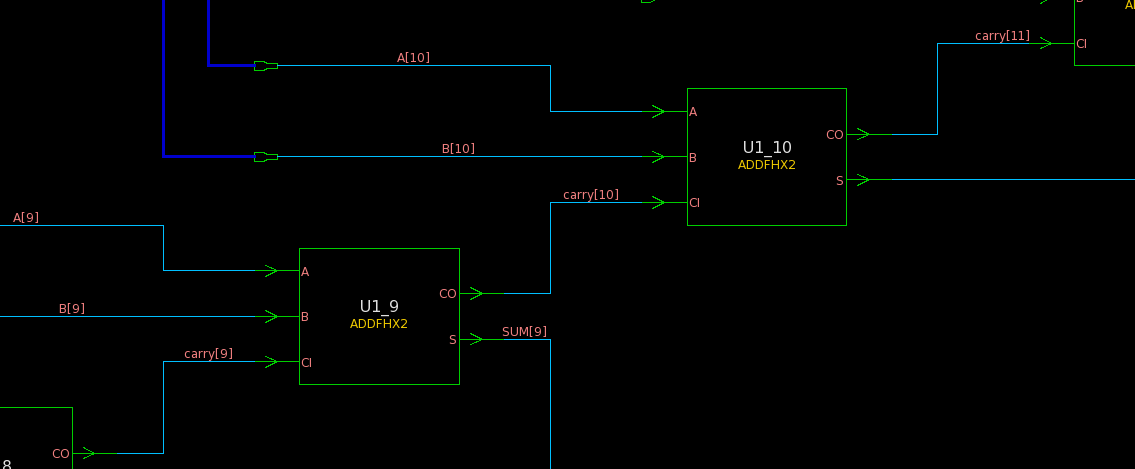 carry[11]
CI
A[10]
A
B[10]
B
carry[10]
CI
U1_10
ADDFHX2
CO
S
A[9]
A
B[9]
B
carry[9]
CI
U1_9
ADDFHX2
CO
S
SUM[9]
CO
8